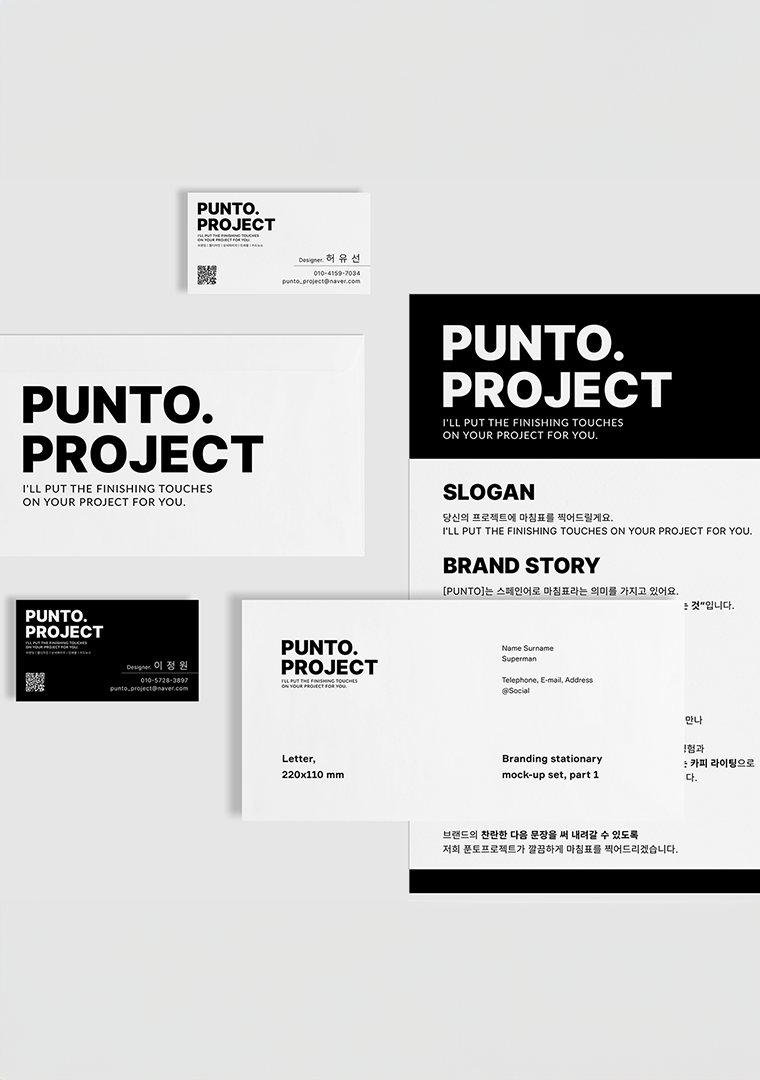 PUNTO.
PROJECT
I'LL PUT THE FINISHING TOUCHES
ON YOUR PROJECT FOR YOU.
Designer. 허 유 선
010-4159-7034
punto_project@naver.com
PUNTO.
PROJECT
I'LL PUT THE FINISHING TOUCHES
ON YOUR PROJECT FOR YOU.
PUNTO.
PROJECT
I'LL PUT THE FINISHING TOUCHES
ON YOUR PROJECT FOR YOU.
SLOGAN
당신의 프로젝트에 마침표를 찍어드릴게요.
I'LL PUT THE FINISHING TOUCHES ON YOUR PROJECT FOR YOU.
BRAND STORY
[PUNTO]는 스페인어로 마침표라는 의미를 가지고 있어요.
것"입니다.
만나
카피 라이팅으로
다.
브랜드의 찬란한 다음 문장을 써 내려갈 수 있도록
저희 푼토프로젝트가 깔끔하게 마침표를 찍어드리겠습니다.
PUNTO.
PROJECT
I'LL PUT THE FINISHING TOUCHES
ON YOUR PROJECT FOR YOU.
Designer. 이 정 원
010-5728-3897
punto_project@naver.com
PUNTO.
PROJECT
I'LL PUT THE FINISHING TOUCHES
ON YOUR PROJECT FOR YOU.
Name Surname
Superman
Telephone, E-mail, Address
@Social
Letter,
220x110 mm
Branding stationary
mock-up set, part 1